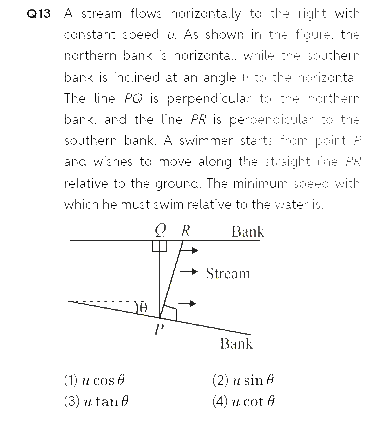 Q13 A stream flows horizontally to the right with
constant speed u. As shown in the figure, the
northern bank is horizontal, while the southern
bank is inclined at an angle θ to the horizontal
The line PQ is perpendicular to the northern
bank, and the line PR is perpendicular to the
southern bank. A swimmer starts from point P
and wishes to move along the straight line PR
relative to the ground. The minimum speed with
which he must swim relative to the water is.
Q R Bank
Stream
θ
P
Bank
(1) u cos θ (2) u sin θ
(3) u tan θ (4) u cot θ